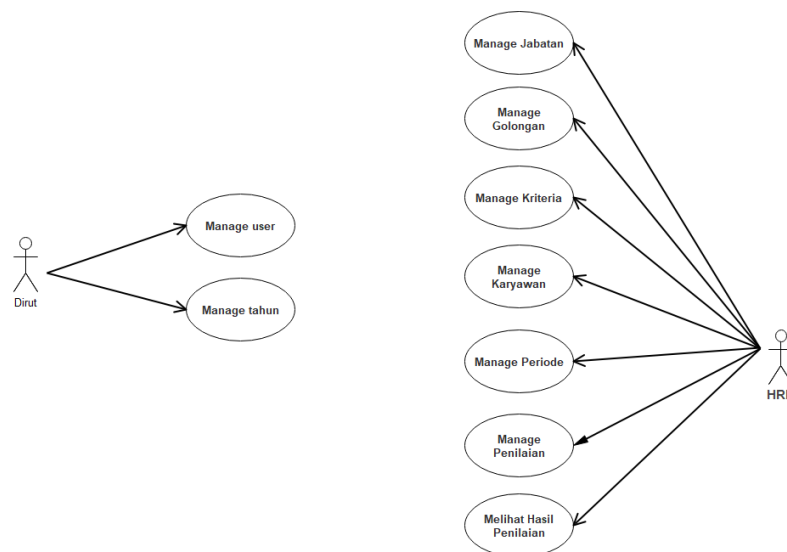 Manage Jabatan
Manage
Golongan
Manage Kriteria
Manage user
Manage
Karyawan
Dirut
Manage tahun
Manage Periode
Manage
Penilaian
Melihat Hasil
Penilaian